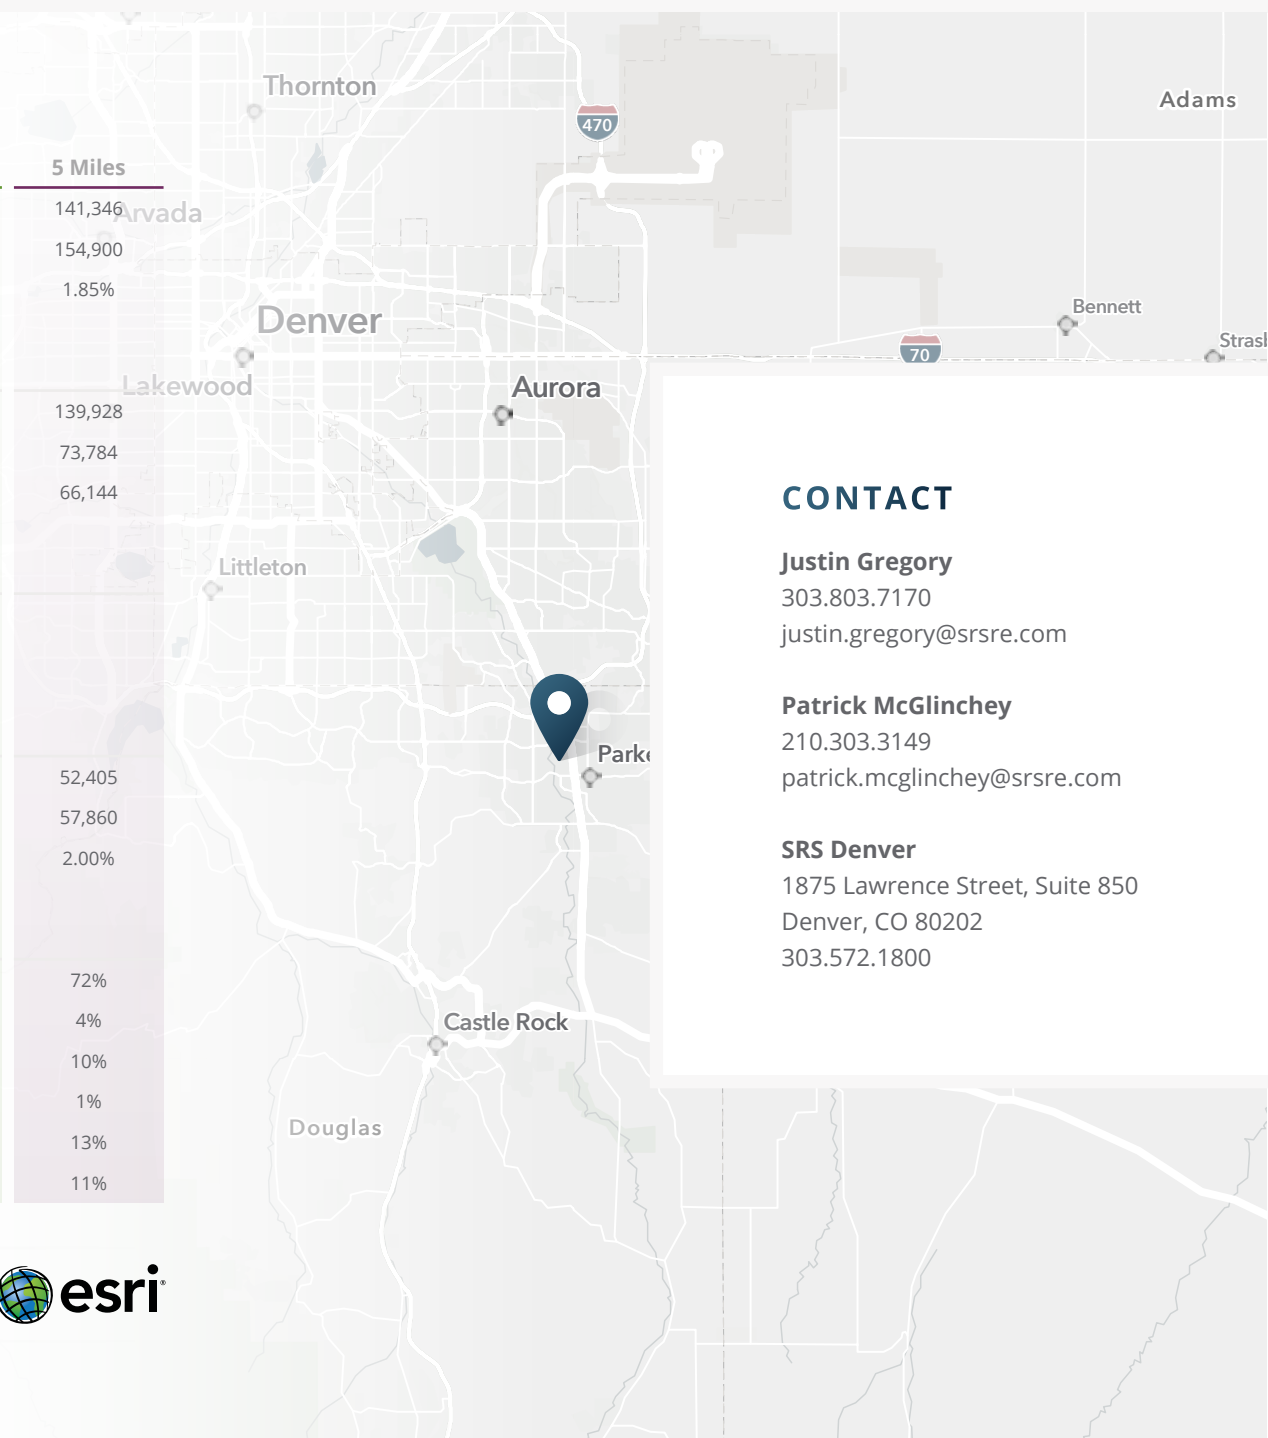 Thornton
470
Adams
5 Miles
141,346
Arvada
154,900
1.85%
Denver
Bennett
70
Lakewood
Aurora
139,928
73,784
66,144
CONTACT
Justin Gregory
303.803.7170
justin.gregory@srsre.com
Littleton
Patrick McGlinchey
210.303.3149
patrick.mcglinchey@srsre.com
52,405
57,860
2.00%
SRS Denver
1875 Lawrence Street, Suite 850
Denver, CO 80202
303.572.1800
72%
4%
10%
1%
13%
11%
Castle Rock
Douglas
esri